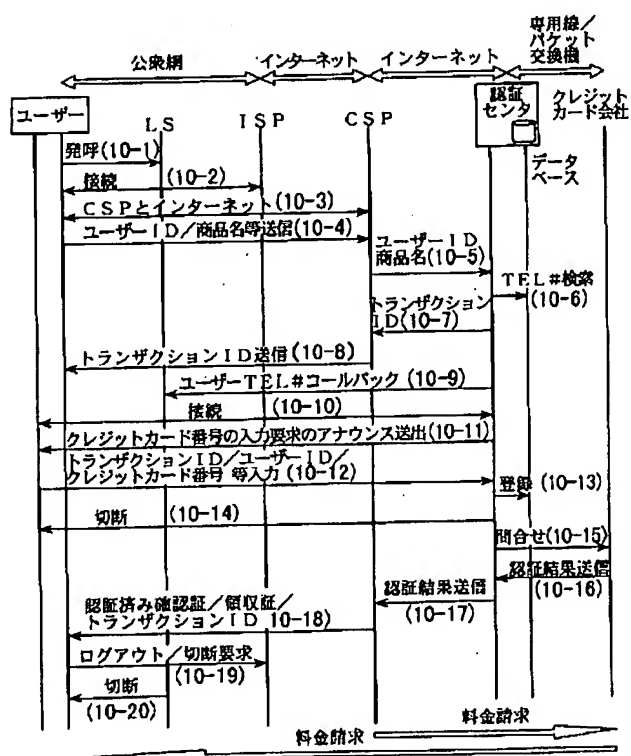 専用線/
パケット
交換機
公衆網
インターネット
インターネット
ユーザー
LS
ISP
CSP
認証
センタ
クレジット
カード会社
データ
ベース
発呼(10-1)
接続 (10-2)
CSPとインターネット(10-3)
ユーザーID/商品名等送信(10-4)
ユーザーID
商品名(10-5)
TEL#検索
(10-6)
トランザクション
ID(10-7)
トランザクションID送信(10-8)
ユーザーTEL#コールバック (10-9)
接続 (10-10)
クレジットカード番号の入力要求のアナウンス送出(10-11)
トランザクションID/ユーザーID/
クレジットカード番号 等入力(10-12)
登録 (10-13)
切断 (10-14)
問合せ(10-15)
認証結果送信
(10-16)
認証結果送信
(10-17)
認証済み確認証/領収証/
トランザクションID 10-18)
ログアウト/切断要求
(10-19)
切断
(10-20)
料金請求
料金請求